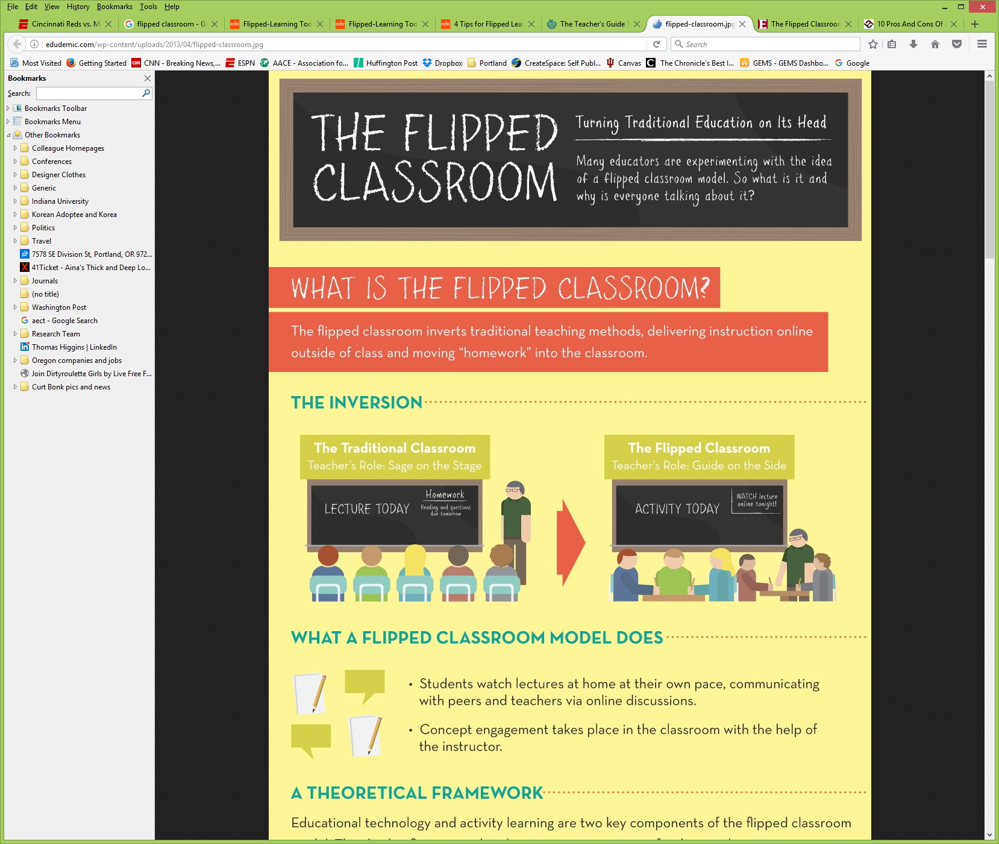 File Edit View History Bookmarks Tools Help
Cincinnati Reds vs. M
flipped classroom - G
Flipped-Learning Too
Flipped-Learning Too
4 Tips for Flipped Lea
The Teacher's Guide T
flipped-classroom.jpg
The Flipped Classroon
10 Pros And Cons Of
edudemic.com/wp-content/uploads/2013/04/flipped-classroom.jpg
Search
Most Visited Getting Started CNN - Breaking News,... ESPN AACE - Association fo... Huffington Post Dropbox Portland CreateSpace: Self Publ... Canvas The Chronicle's Best I... GEMS - GEMS Dashbo... Google
Bookmarks
Search:
Bookmarks Toolbar
Bookmarks Menu
Other Bookmarks
Colleague Homepages
Conferences
Designer Clothes
Generic
Indiana University
Korean Adoptee and Korea
Politics
Travel
7578 SE Division St, Portland, OR 972...
41Ticket - Aina's Thick and Deep Lo...
Journals
(no title)
Washington Post
aect - Google Search
Research Team
Thomas Higgins | LinkedIn
Oregon companies and jobs
Join Dirtyroulette Girls by Live Free F...
Curt Bonk pics and news
THE FLIPPED
CLASSROOM
Turning Traditional Education on Its Head
Many educators are experimenting with the idea
of a flipped classroom model. So what is it and
why is everyone talking about it?
WHAT IS THE FLIPPED CLASSROOM?
The flipped classroom inverts traditional teaching methods, delivering instruction online
outside of class and moving “homework” into the classroom.
THE INVERSION
The Traditional Classroom
Teacher's Role: Sage on the Stage
LECTURE TODAY
Homework
Reading and questions
due tomorrow
The Flipped Classroom
Teacher's Role: Guide on the Side
ACTIVITY TODAY
WATCH lecture
online tonight!
WHAT A FLIPPED CLASSROOM MODEL DOES
• Students watch lectures at home at their own pace, communicating
with peers and teachers via online discussions.
• Concept engagement takes place in the classroom with the help of
the instructor.
A THEORETICAL FRAMEWORK
Educational technology and activity learning are two key components of the flipped classroom